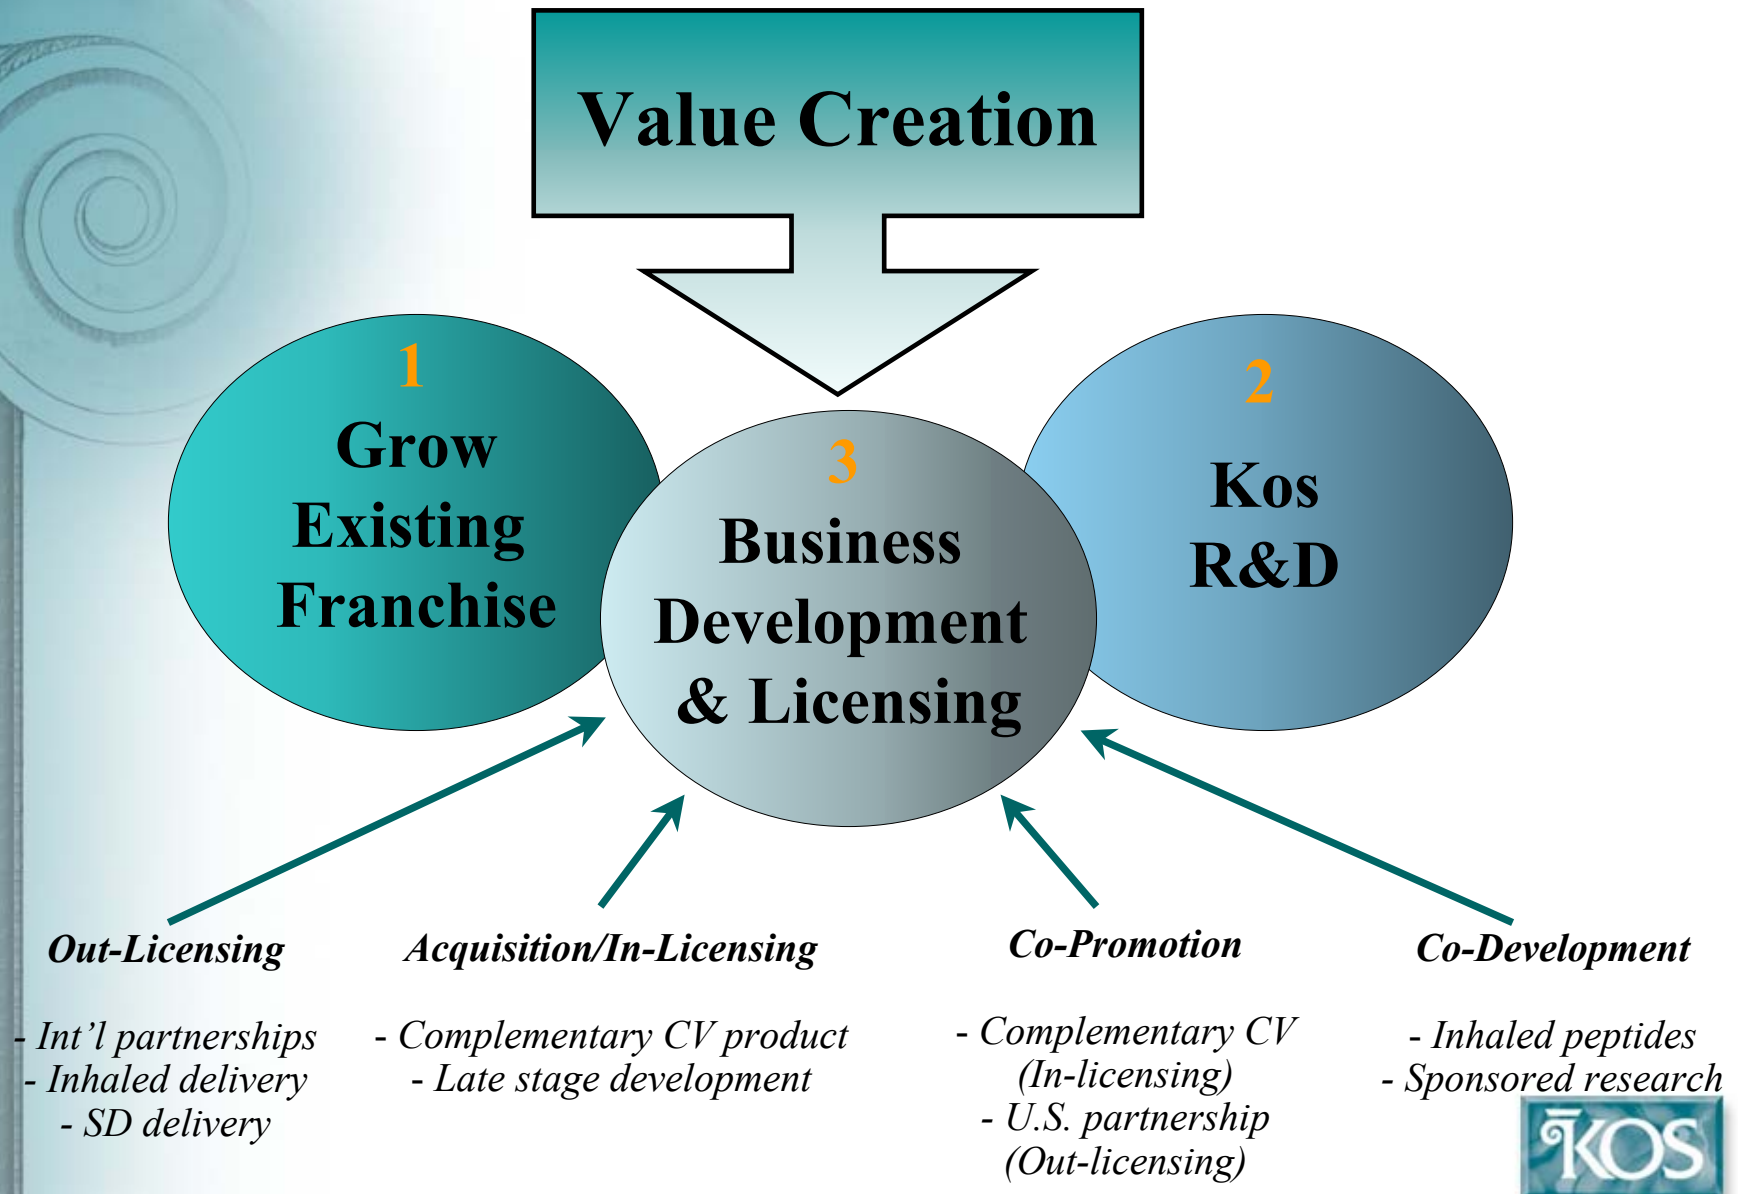 Value Creation
1
Grow
Existing
Franchise
2
Kos
R&D
3
Business
Development
& Licensing
Out-Licensing
- Int’l partnerships
- Inhaled delivery
- SD delivery
Acquisition/In-Licensing
- Complementary CV product
- Late stage development
Co-Promotion
- Complementary CV
(In-licensing)
- U.S. partnership
(Out-licensing)
Co-Development
- Inhaled peptides
- Sponsored research
KOS